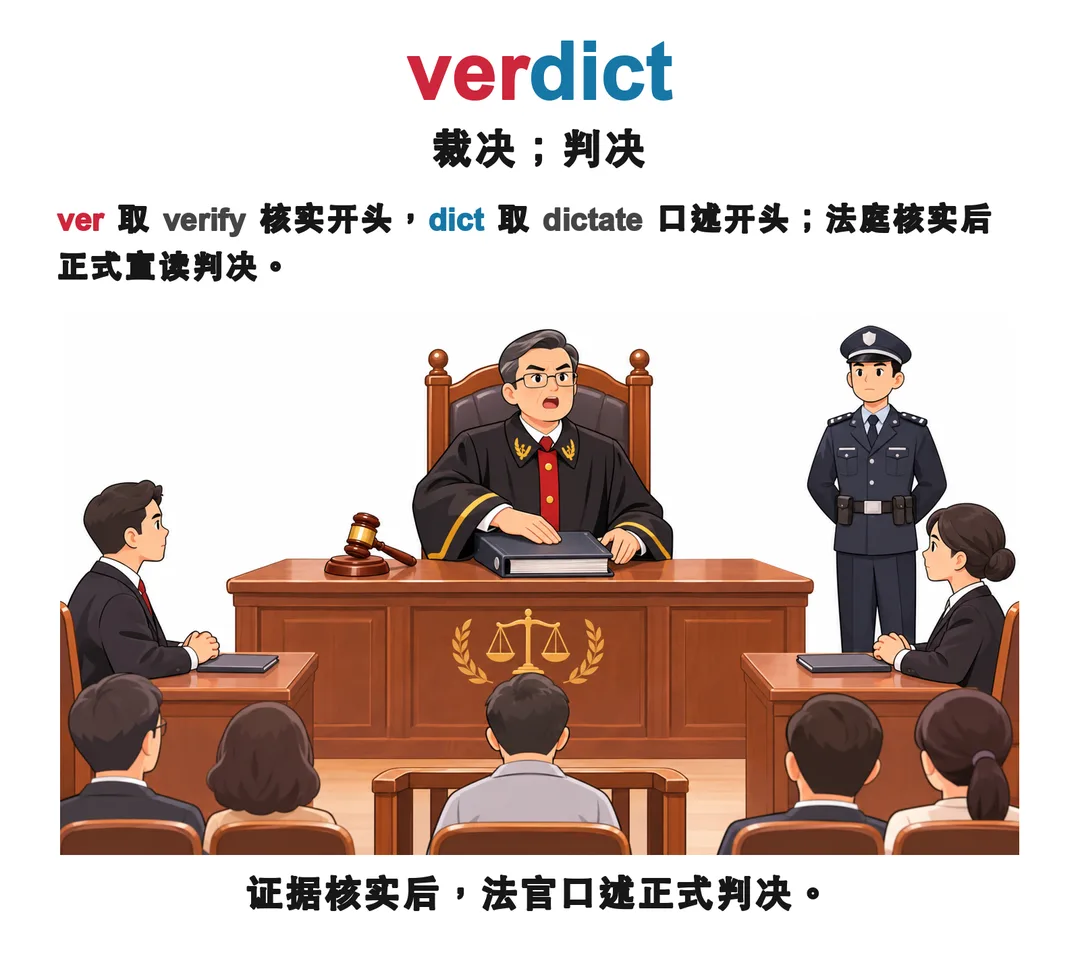 verdict
裁决；判决
ver 取 verify 核实开头，dict 取 dictate 口述开头；法庭核实后
正式宣读判决。
证据核实后，法官口述正式判决。